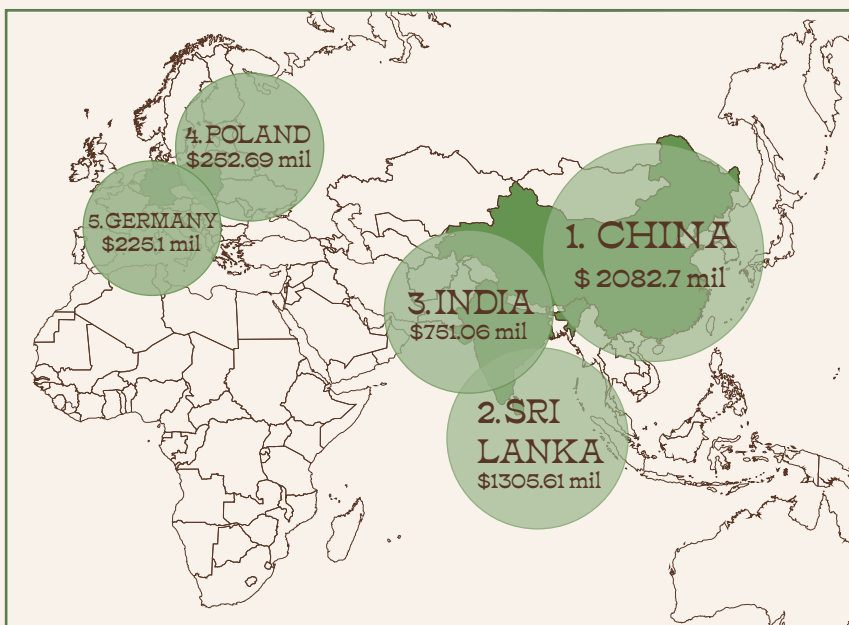 4. POLAND
$252.69 mil
5. GERMANY
$225.1 mil
1. CHINA
$ 2082.7 mil
3. INDIA
$751.06 mil
2. SRI
LANKA
$1305.61 mil